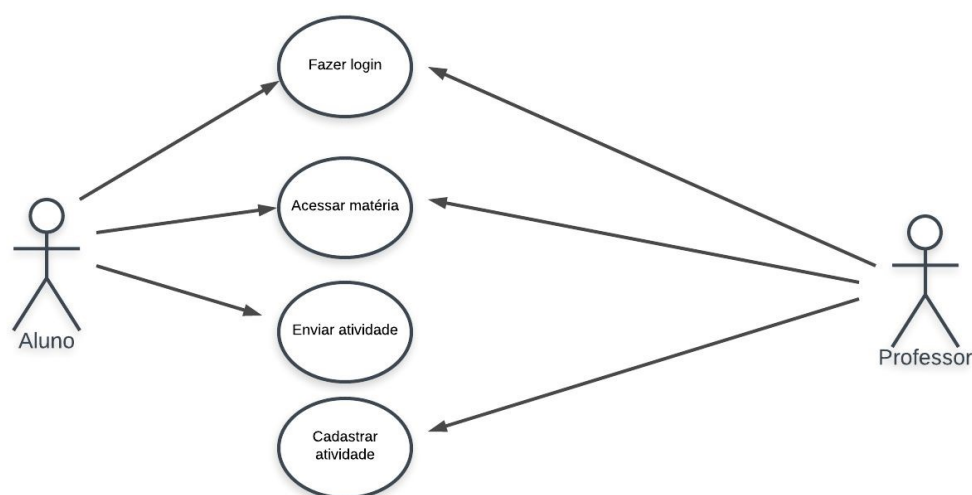 Fazer login
Acessar matéria
Enviar atividade
Cadastrar
atividade
Aluno
Professor